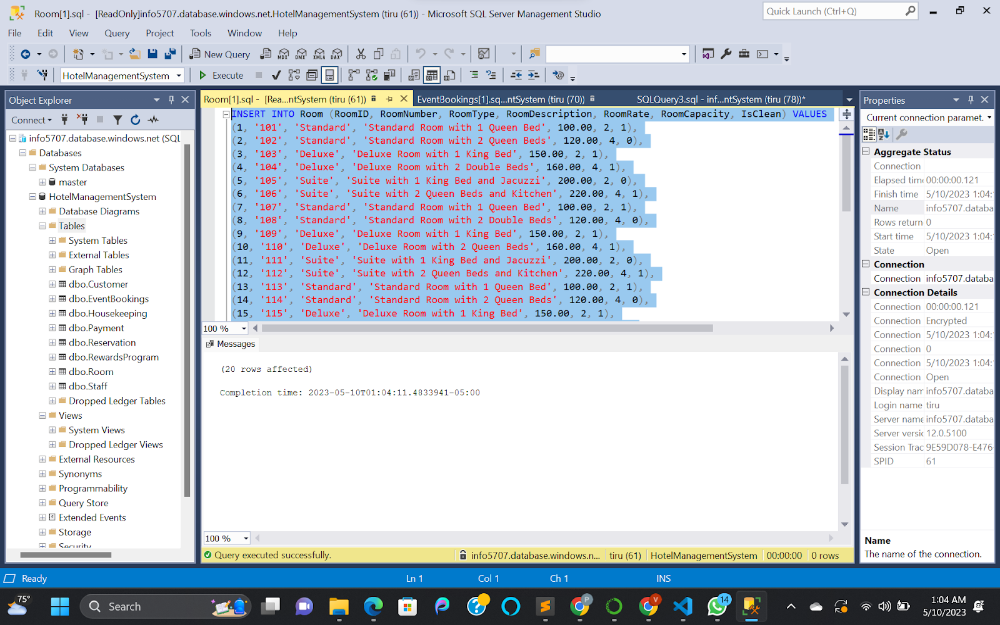 Room[1].sql - [ReadOnly]info5707.database.windows.net.HotelManagementSystem (tiru (61)) - Microsoft SQL Server Management Studio
Quick Launch (Ctrl+Q)
File Edit View Query Project Tools Window Help
New Query MDX DMX XMLA DAX
HotelManagementSystem Execute
Object Explorer
Connect
info5707.database.windows.net (SQL
Databases
System Databases
master
HotelManagementSystem
Database Diagrams
Tables
System Tables
External Tables
Graph Tables
dbo.Customer
dbo.EventBookings
dbo.Housekeeping
dbo.Payment
dbo.Reservation
dbo.RewardsProgram
dbo.Room
dbo.Staff
Dropped Ledger Tables
Views
System Views
Dropped Ledger Views
External Resources
Synonyms
Programmability
Query Store
Extended Events
Storage
Security
Room[1].sql - [Rea...ntSystem (tiru (61)) EventBookings[1].sq...ntSystem (tiru (70)) SQLQuery3.sql - inf...ntSystem (tiru (78))*
INSERT INTO Room (RoomID, RoomNumber, RoomType, RoomDescription, RoomRate, RoomCapacity, IsClean) VALUES
(1, '101', 'Standard', 'Standard Room with 1 Queen Bed', 100.00, 2, 1),
(2, '102', 'Standard', 'Standard Room with 2 Queen Beds', 120.00, 4, 0),
(3, '103', 'Deluxe', 'Deluxe Room with 1 King Bed', 150.00, 2, 1),
(4, '104', 'Deluxe', 'Deluxe Room with 2 Double Beds', 160.00, 4, 1),
(5, '105', 'Suite', 'Suite with 1 King Bed and Jacuzzi', 200.00, 2, 0),
(6, '106', 'Suite', 'Suite with 2 Queen Beds and Kitchen', 220.00, 4, 1),
(7, '107', 'Standard', 'Standard Room with 1 Queen Bed', 100.00, 2, 1),
(8, '108', 'Standard', 'Standard Room with 2 Double Beds', 120.00, 4, 0),
(9, '109', 'Deluxe', 'Deluxe Room with 1 King Bed', 150.00, 2, 1),
(10, '110', 'Deluxe', 'Deluxe Room with 2 Queen Beds', 160.00, 4, 1),
(11, '111', 'Suite', 'Suite with 1 King Bed and Jacuzzi', 200.00, 2, 0),
(12, '112', 'Suite', 'Suite with 2 Queen Beds and Kitchen', 220.00, 4, 1),
(13, '113', 'Standard', 'Standard Room with 1 Queen Bed', 100.00, 2, 1),
(14, '114', 'Standard', 'Standard Room with 2 Queen Beds', 120.00, 4, 0),
(15, '115', 'Deluxe', 'Deluxe Room with 1 King Bed', 150.00, 2, 1),
100 %
Messages
(20 rows affected)
Completion time: 2023-05-10T01:04:11.4833941-05:00
100 %
Query executed successfully. info5707.database.windows.n... tiru (61) HotelManagementSystem 00:00:00 0 rows
Properties
Current connection paramet.
Aggregate Status
Connection
Elapsed time 00:00:00.121
Finish time 5/10/2023 1:04:
Name info5707.databa
Rows return 0
Start time 5/10/2023 1:04:
State Open
Connection
Connection info5707.databa
Connection Details
Connection 00:00:00.121
Connection Encrypted
Connection 5/10/2023 1:04:
Connection 0
Connection 5/10/2023 1:04:
Connection Open
Display nam info5707.databa
Login name tiru
Server name info5707.databa
Server versic 12.0.5100
Session Trac 9E59D078-E476-
SPID 61
Name
The name of the connection.
Ready Ln 1 Col 1 Ch 1 INS
75° Search P V 14 1:04 AM
5/10/2023